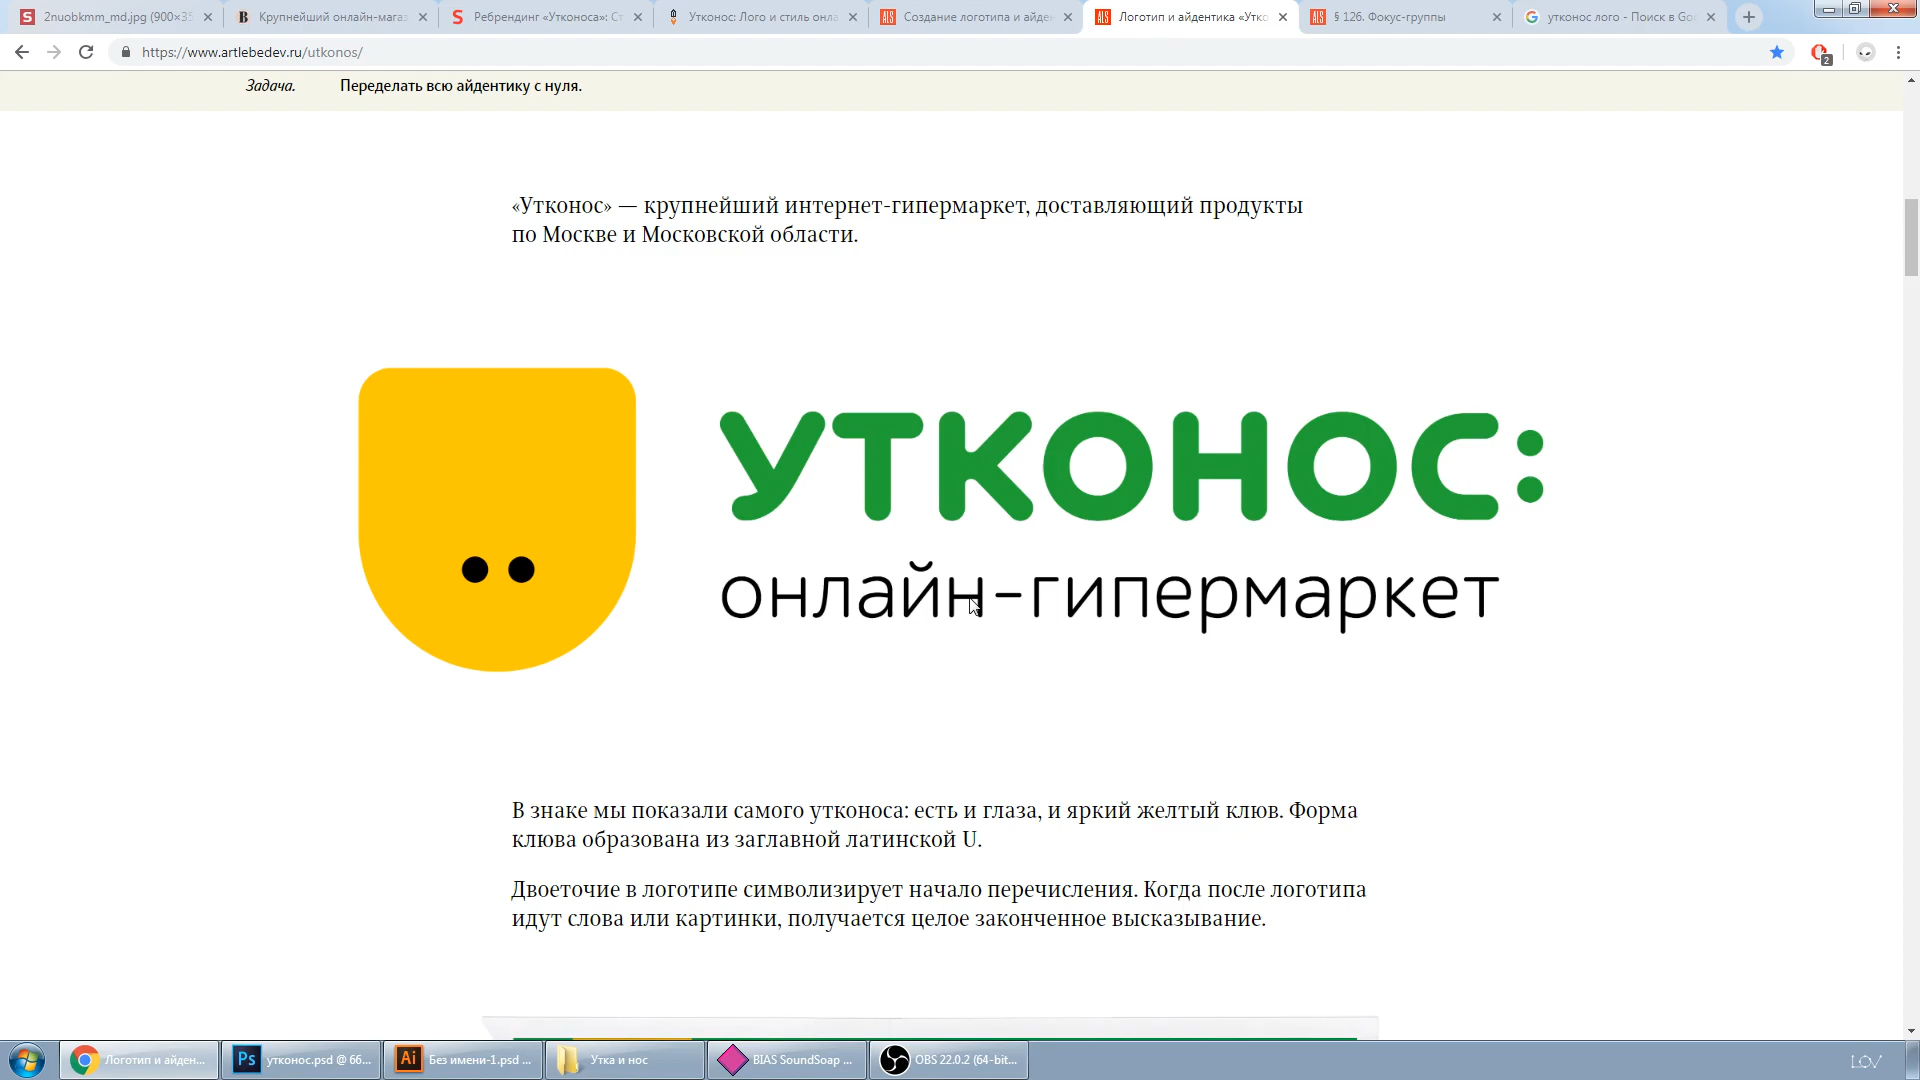 2nuobkmm_md.jpg (900×35
Крупнейший онлайн-мага
Ребрендинг «Утконоса»: Ст
Утконос: Лого и стиль онла
Создание логотипа и айде
Логотип и айдентика «Утко
§ 126. Фокус-группы
утконос лого - Поиск в Goo
https://www.artlebedev.ru/utkonos/
2
Задача. Переделать всю айдентику с нуля.
«Утконос» — крупнейший интернет-гипермаркет, доставляющий продукты
по Москве и Московской области.
УТКОНОС:
онлайн-гипермаркет
В знаке мы показали самого утконоса: есть и глаза, и яркий желтый клюв. Форма
клюва образована из заглавной латинской U.
Двоеточие в логотипе символизирует начало перечисления. Когда после логотипа
идут слова или картинки, получается целое законченное высказывание.
Логотип и айден...
Ps
утконос.psd @ 66...
Ai
Без имени-1.psd ...
Утка и нос
BIAS SoundSoap ...
OBS 22.0.2 (64-bit...